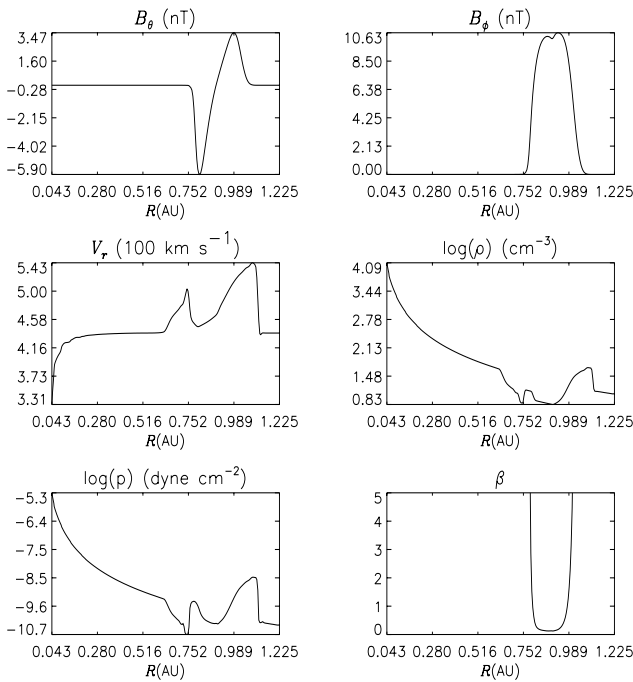 B_θ (nT)
3.47
1.60
-0.28
-2.15
-4.02
-5.90
0.043 0.280 0.516 0.752 0.989 1.225
R(AU)
B_ϕ (nT)
10.63
8.50
6.38
4.25
2.13
0.00
0.043 0.280 0.516 0.752 0.989 1.225
R(AU)
V_r (100 km s⁻¹)
5.43
5.00
4.58
4.16
3.73
3.31
0.043 0.280 0.516 0.752 0.989 1.225
R(AU)
log(ρ) (cm⁻³)
4.09
3.44
2.78
2.13
1.48
0.83
0.043 0.280 0.516 0.752 0.989 1.225
R(AU)
log(p) (dyne cm⁻²)
-5.3
-6.4
-7.5
-8.5
-9.6
-10.7
0.043 0.280 0.516 0.752 0.989 1.225
R(AU)
β
5
4
3
2
1
0
0.043 0.280 0.516 0.752 0.989 1.225
R(AU)